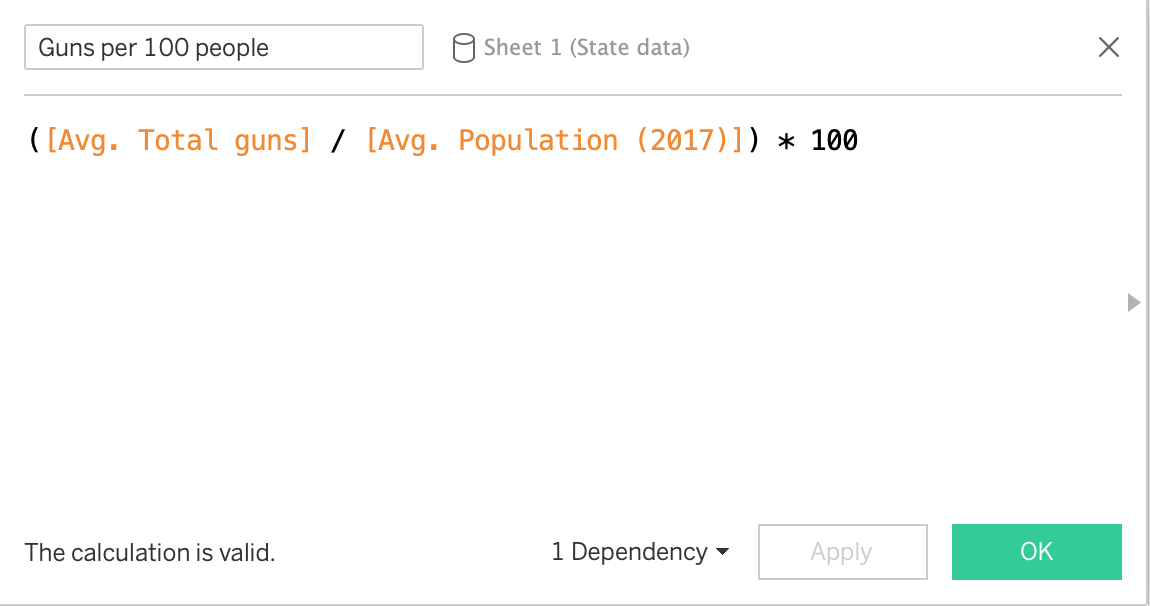 Guns per 100 people
Sheet 1 (State data)
([Avg. Total guns] / [Avg. Population (2017)]) * 100
The calculation is valid.
1 Dependency
Apply
OK